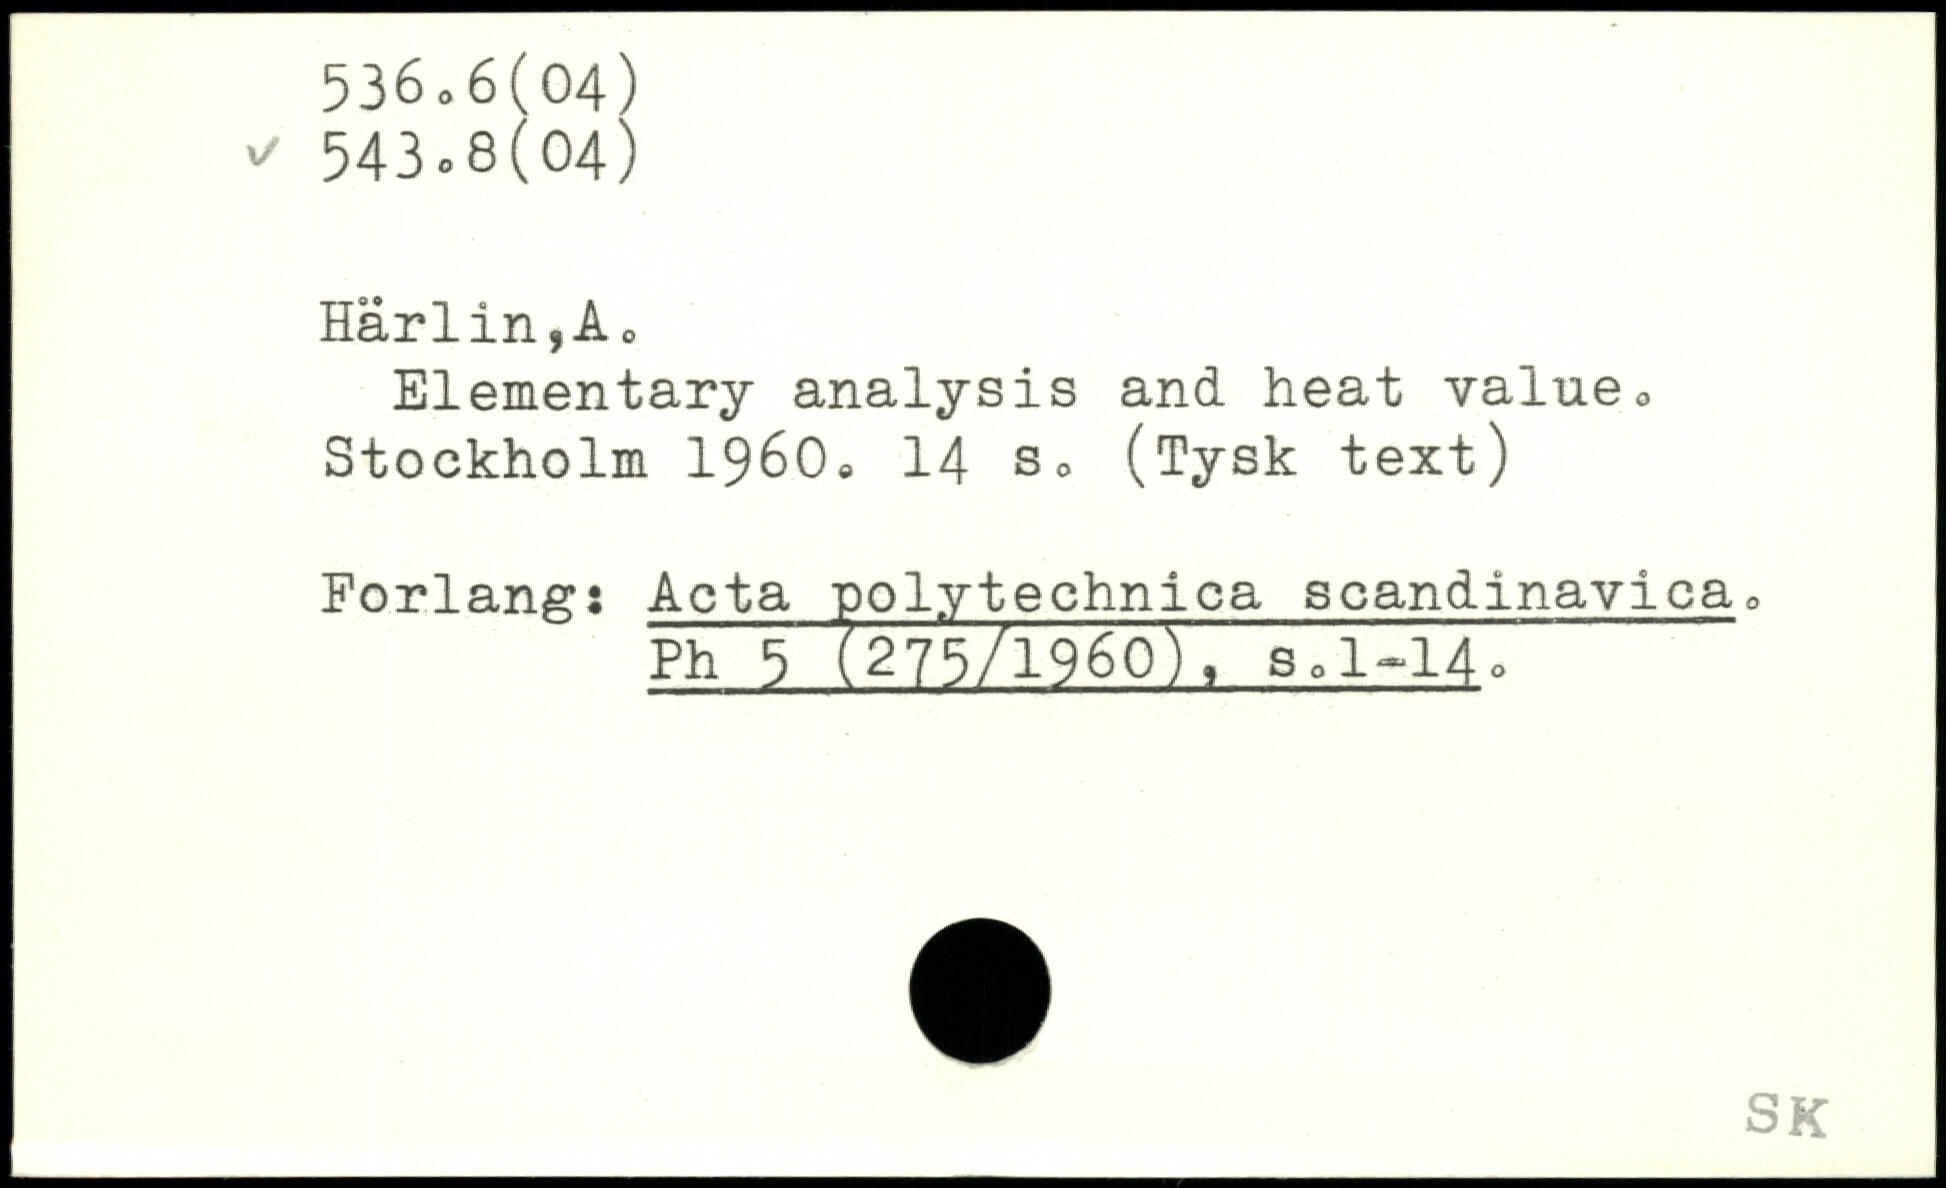 536.6(04)
✓ 543.8(04)
Härlin,A.
Elementary analysis and heat value.
Stockholm 1960. 14 s. (Tysk text)
Forlang: Acta polytechnica scandinavica.
Ph 5 (275/1960), s.1-14.
SK